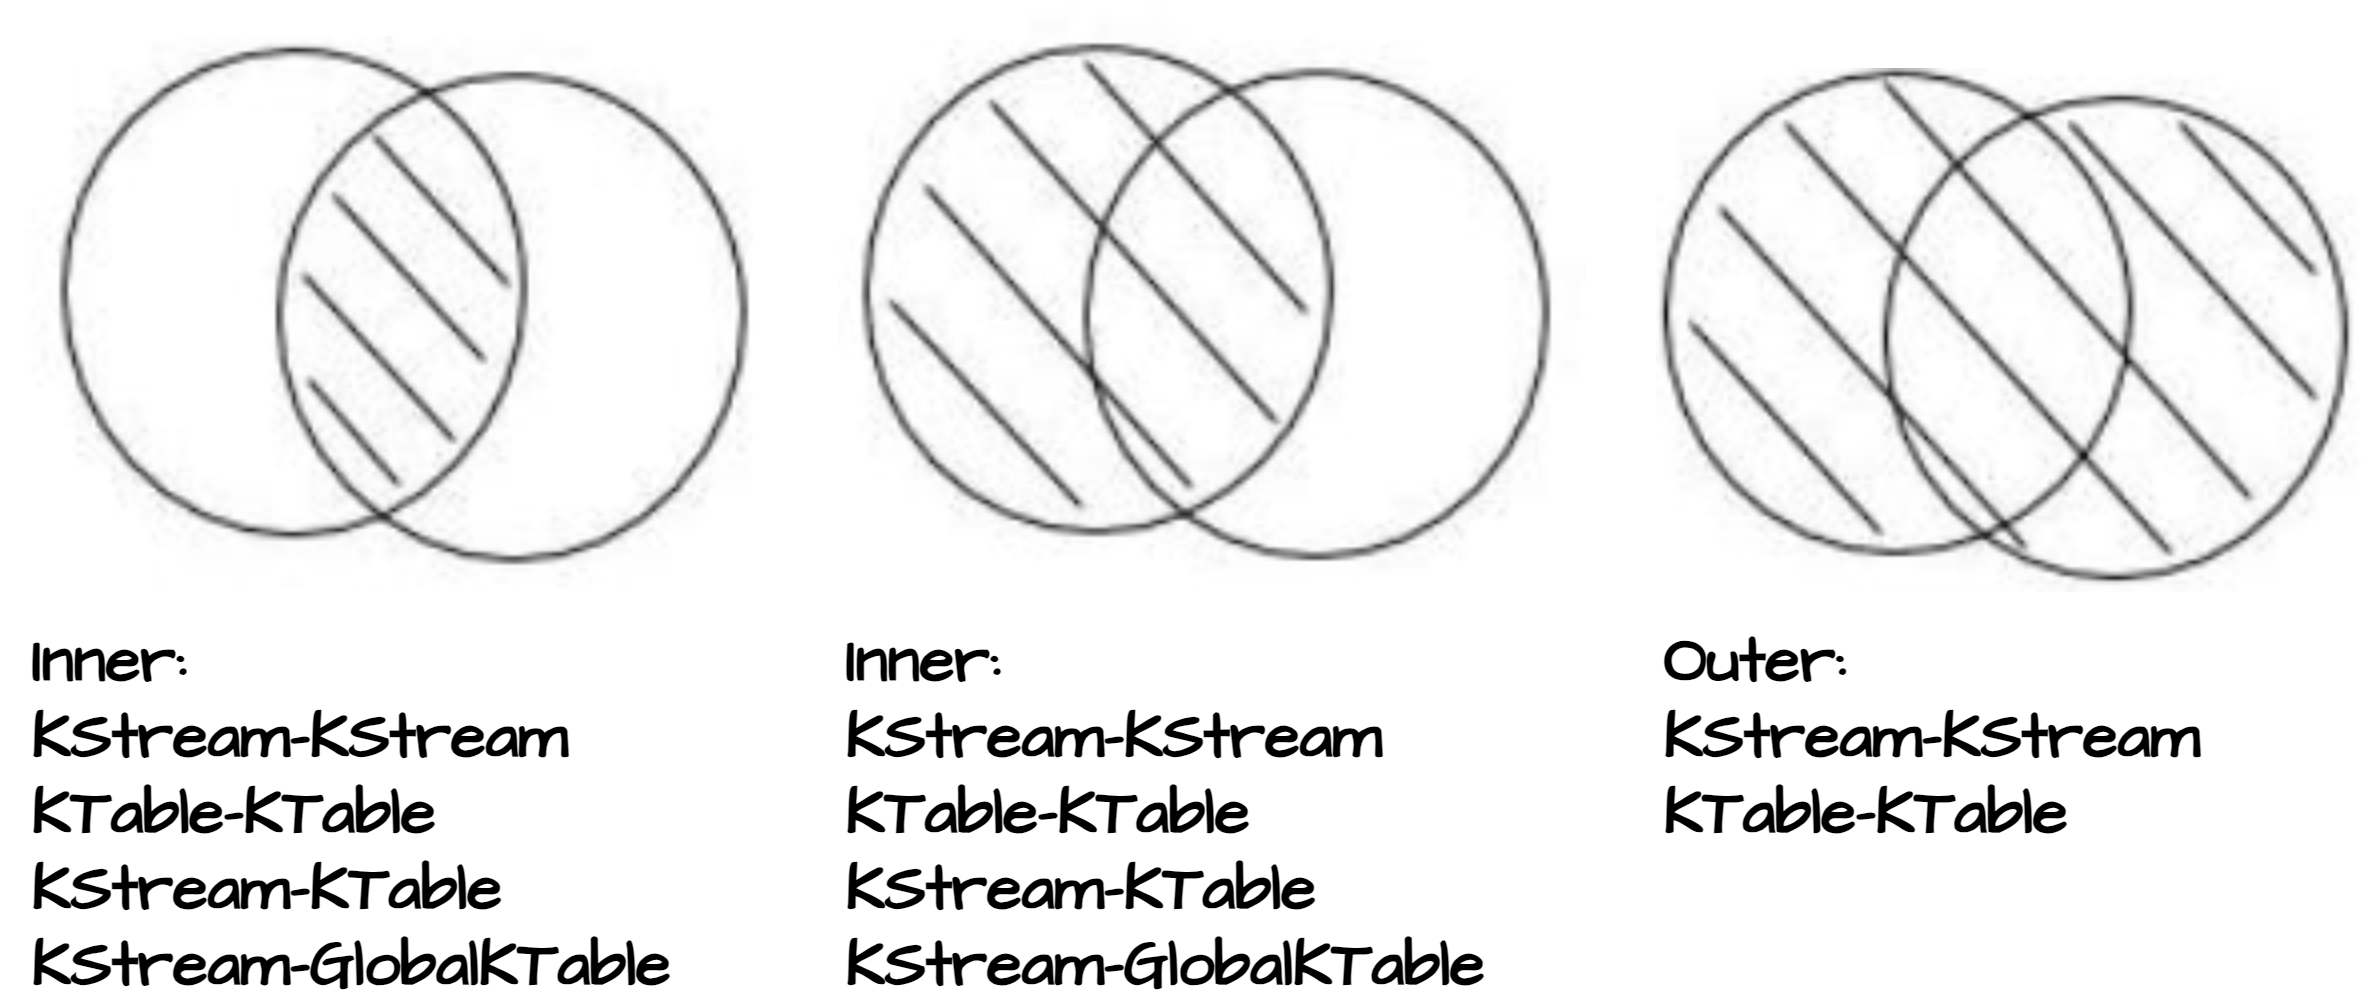 Inner:
KStream-KStream
KTable-KTable
KStream-KTable
KStream-GlobalKTable
Inner:
KStream-KStream
KTable-KTable
KStream-KTable
KStream-GlobalKTable
Outer:
KStream-KStream
KTable-KTable